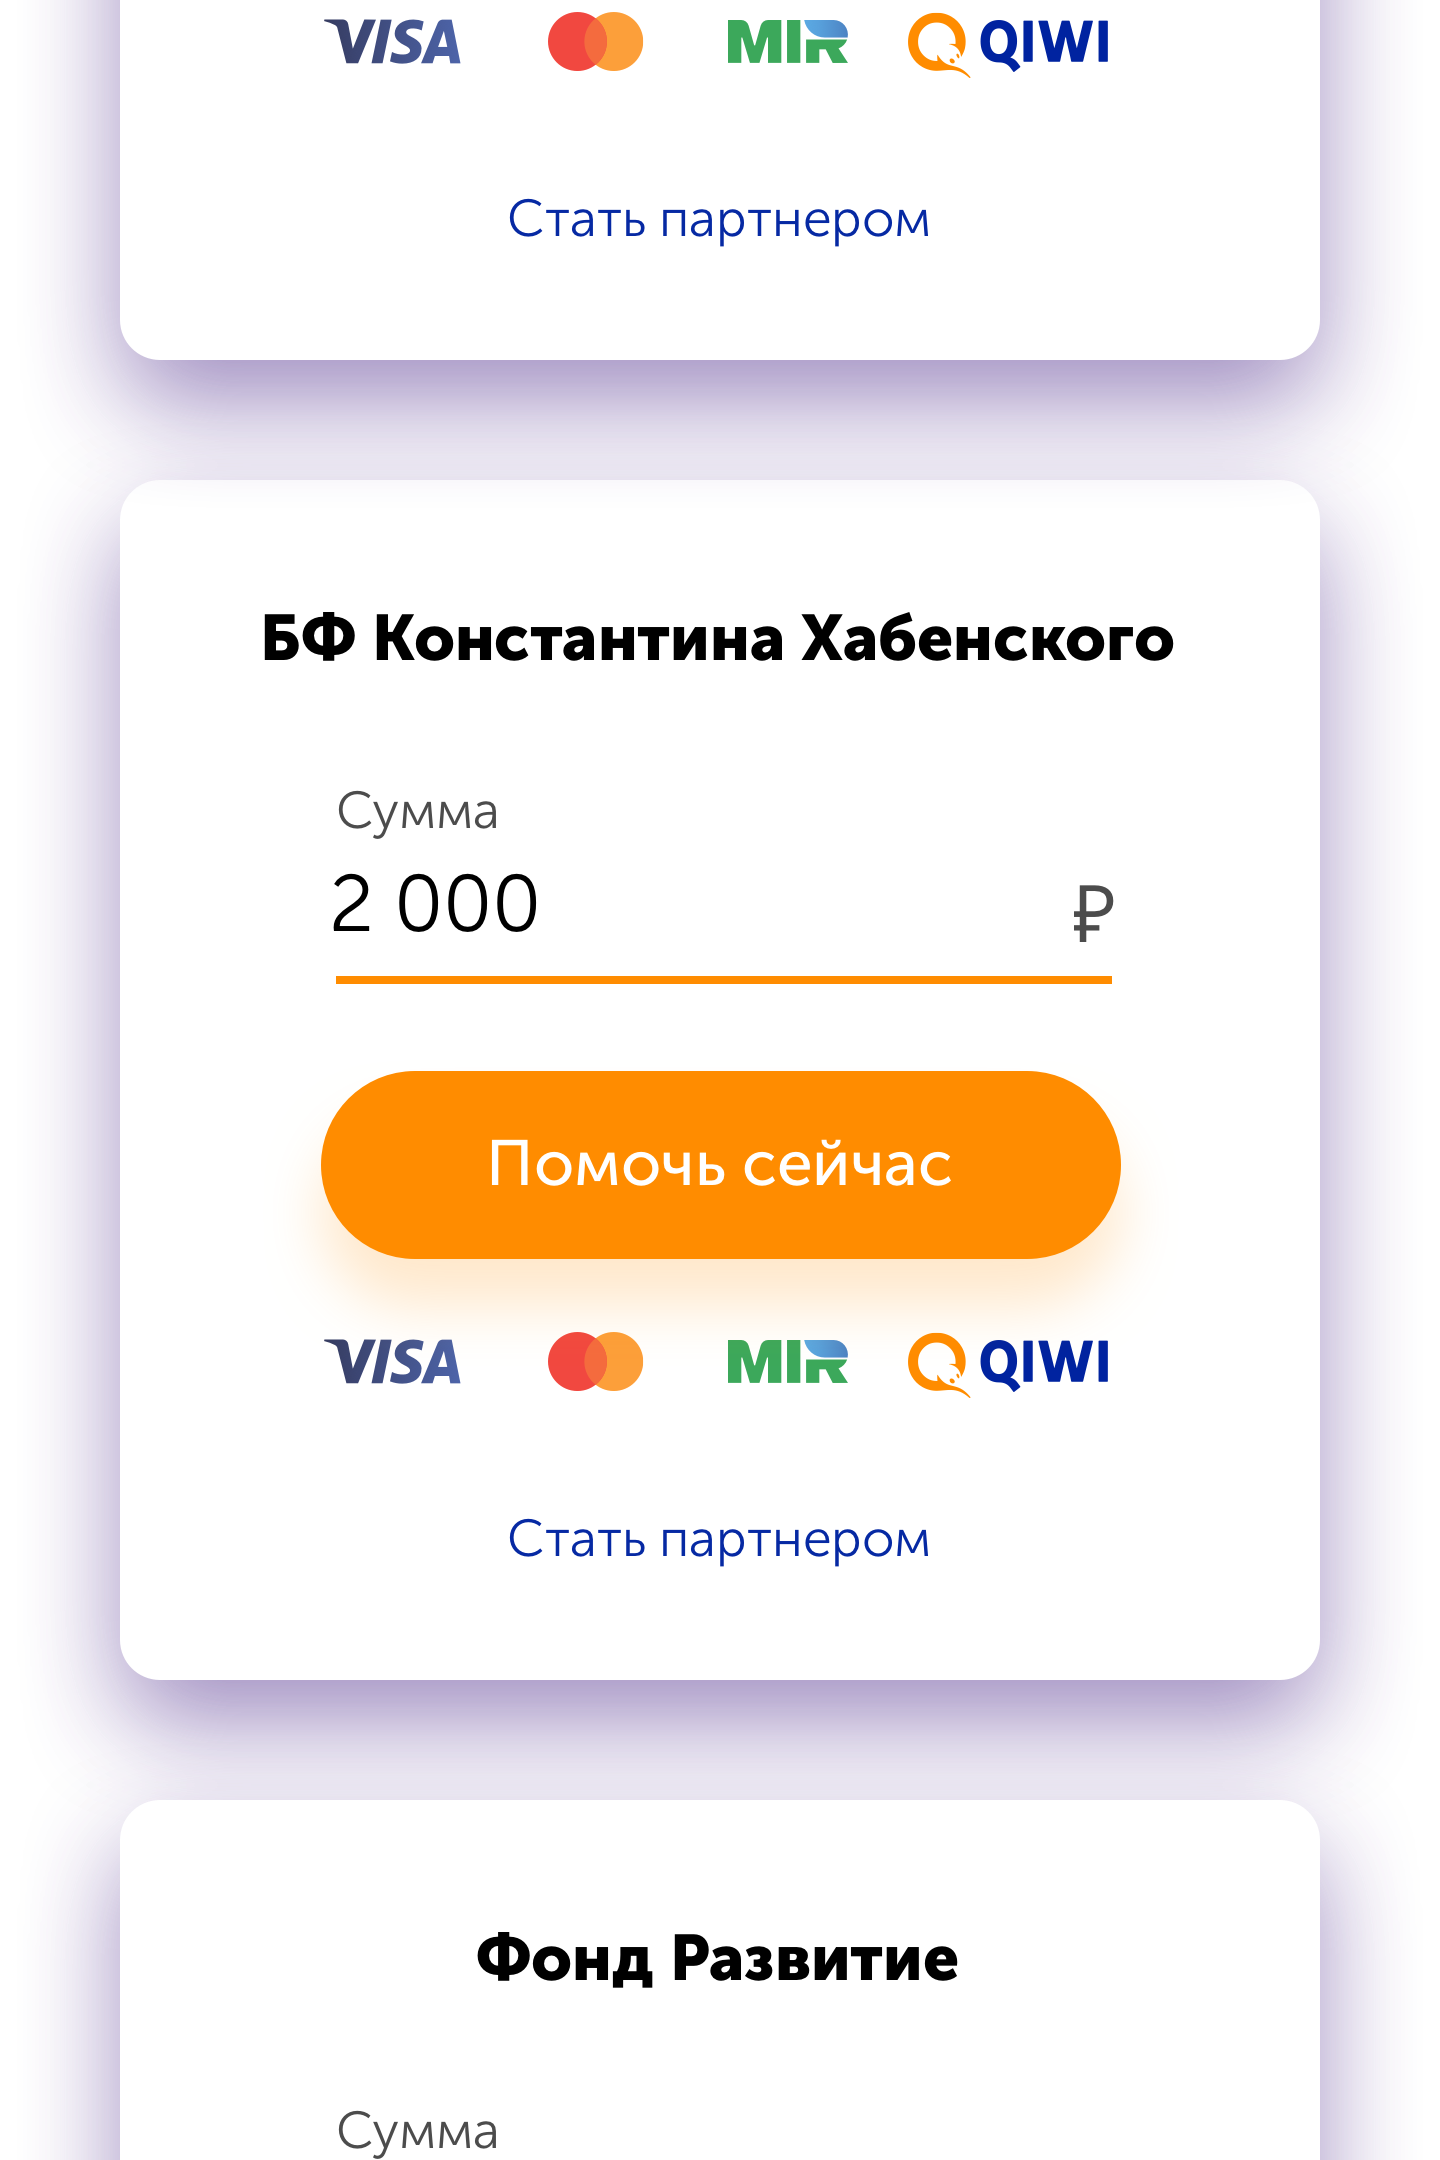 VISA MIR QIWI
Стать партнером
БФ Константина Хабенского
Сумма
2 000 ₽
Помочь сейчас
VISA MIR QIWI
Стать партнером
Фонд Развитие
Сумма